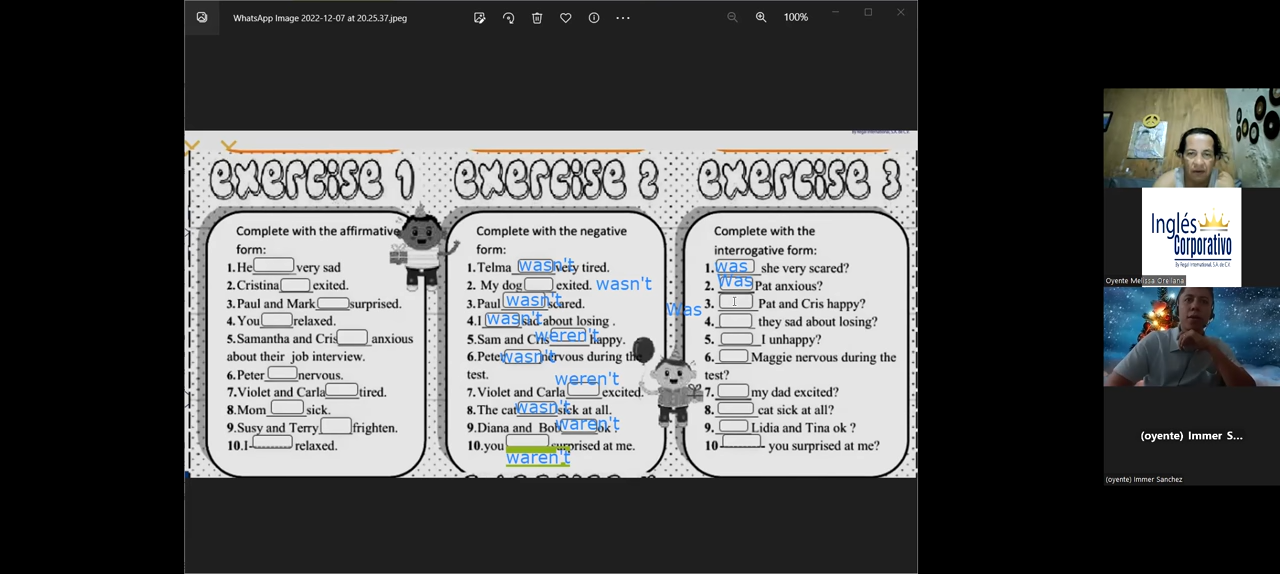 WhatsApp Image 2022-12-07 at 20.25.37.jpeg
100%
exercise 1
Complete with the affirmative
form:
1.He very sad
2.Cristina exited.
3.Paul and Mark surprised.
4.You relaxed.
5.Samantha and Cris anxious
about their job interview.
6.Peter nervous.
7.Violet and Carla tired.
8.Mom sick.
9.Susy and Terry frighten.
10.I relaxed.
exercise 2
Complete with the negative
form:
1.Telma wasn't very tired.
2. My dog exited. wasn't
3.Paul wasn't scared.
4.I wasn't sad about losing .
5.Sam and Cris weren't happy.
6.Peter wasn't nervous during the
test.
weren't
7.Violet and Carla excited.
8.The cat wasn't sick at all.
9.Diana and Bob waren't ok .
10.you surprised at me.
waren't
exercise 3
Complete with the
interrogative form:
1. was she very scared?
2. Was Pat anxious?
Was
3. Pat and Cris happy?
4. they sad about losing?
5. I unhappy?
6. Maggie nervous during the
test?
7. my dad excited?
8. cat sick at all?
9. Lidia and Tina ok ?
10 you surprised at me?
Inglés
Corporativo
By Regal International, S.A. de C.V.
Oyente Melissa Orellana
(oyente) Immer S...
(oyente) Immer Sanchez